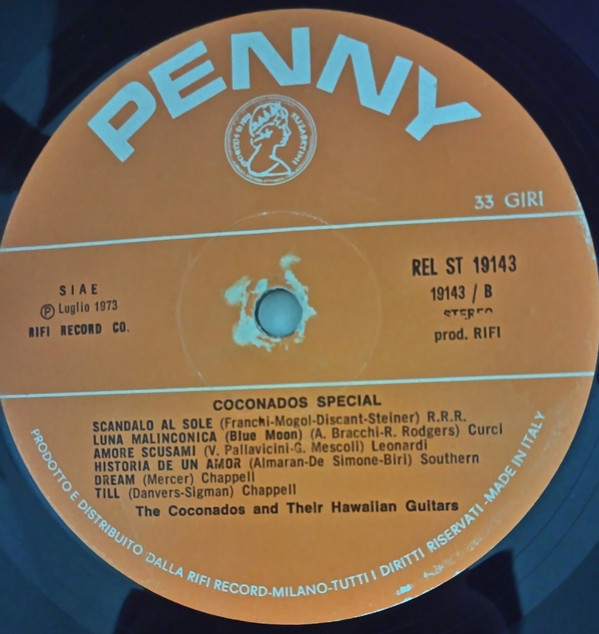 PENNY
33 GIRI
SIAE
Ⓟ Luglio 1973
RIFI RECORD CO.
REL ST 19143
19143 / B
STEREO
prod. RIFI
COCONADOS SPECIAL
SCANDALO AL SOLE (Franchi-Mogol-Discant-Steiner) R.R.R.
LUNA MALINCONICA (Blue Moon) (A. Bracchi-R. Rodgers) Curci
AMORE SCUSAMI (V. Pallavicini-G. Mescoli) Leonardi
HISTORIA DE UN AMOR (Almaran-De Simone-Biri) Southern
DREAM (Mercer) Chappell
TILL (Danvers-Sigman) Chappell
The Coconados and Their Hawaiian Guitars
PRODOTTO E DISTRIBUITO DALLA RIFI RECORD-MILANO-TUTTI I DIRITTI RISERVATI-MADE IN ITALY